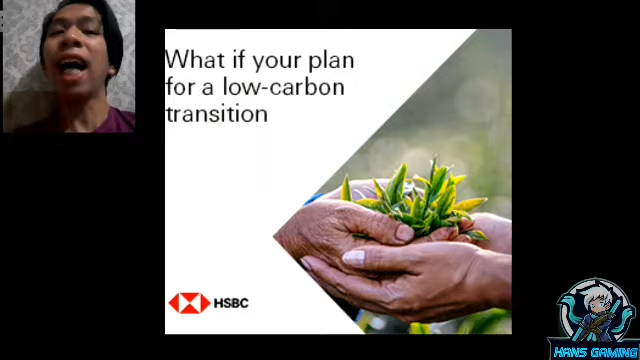 What if your plan
for a low-carbon
transition
HSBC
HANS GAMING